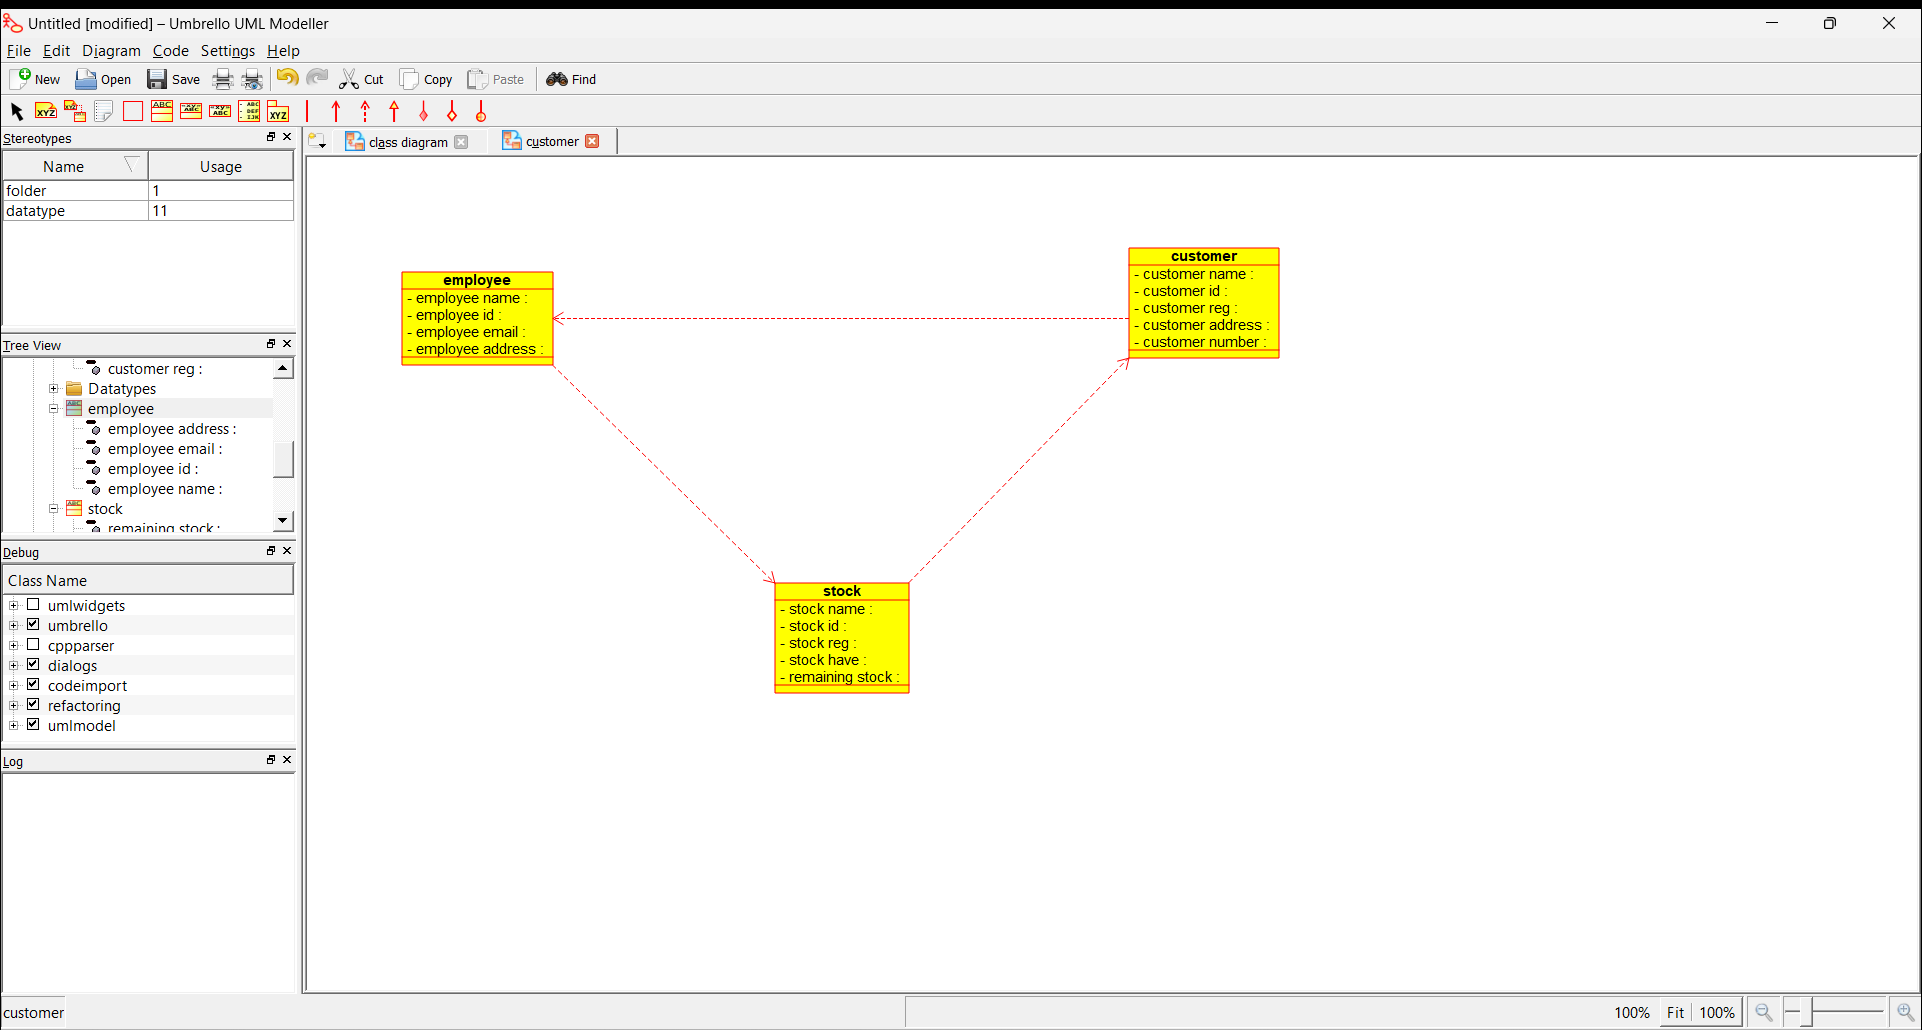 Untitled [modified] – Umbrello UML Modeller
File Edit Diagram Code Settings Help
New Open Save Cut Copy Paste Find
Stereotypes
Name Usage
folder 1
datatype 11
Tree View
customer reg :
Datatypes
employee
employee address :
employee email :
employee id :
employee name :
stock
remaining stock :
Debug
Class Name
umlwidgets
umbrello
cppparser
dialogs
codeimport
refactoring
umlmodel
Log
class diagram customer
employee
- employee name :
- employee id :
- employee email :
- employee address :
customer
- customer name :
- customer id :
- customer reg :
- customer address :
- customer number :
stock
- stock name :
- stock id :
- stock reg :
- stock have :
- remaining stock :
customer
100% Fit 100%